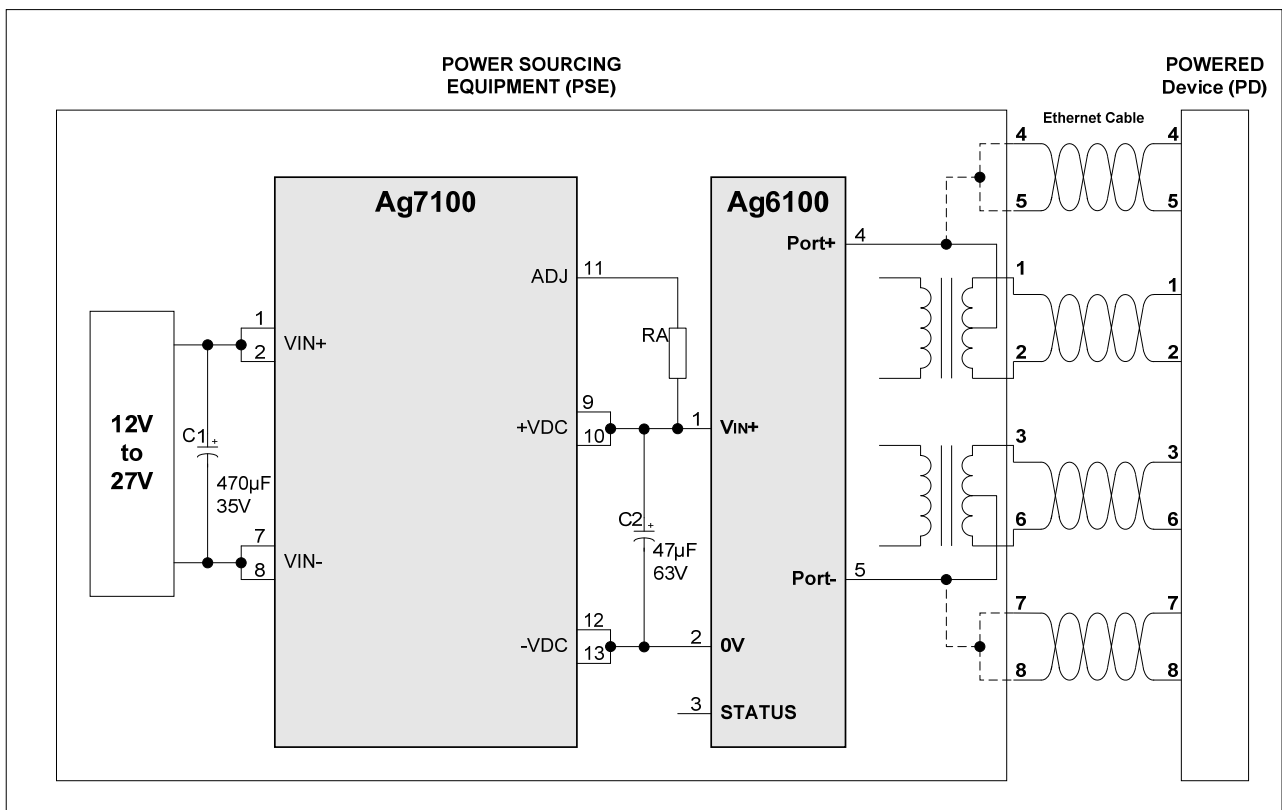 POWER SOURCING
EQUIPMENT (PSE)
POWERED
Device (PD)
Ethernet Cable
4
4
5
5
Ag7100
Ag6100
Port+
4
ADJ
11
1
1
RA
2
2
1
VIN+
2
9
+VDC
10
1
VIN+
12V
to
27V
C1
+
470µF
35V
3
3
C2
+
47µF
63V
6
6
7
VIN-
8
Port-
5
7
7
12
-VDC
13
2
0V
8
8
3
STATUS